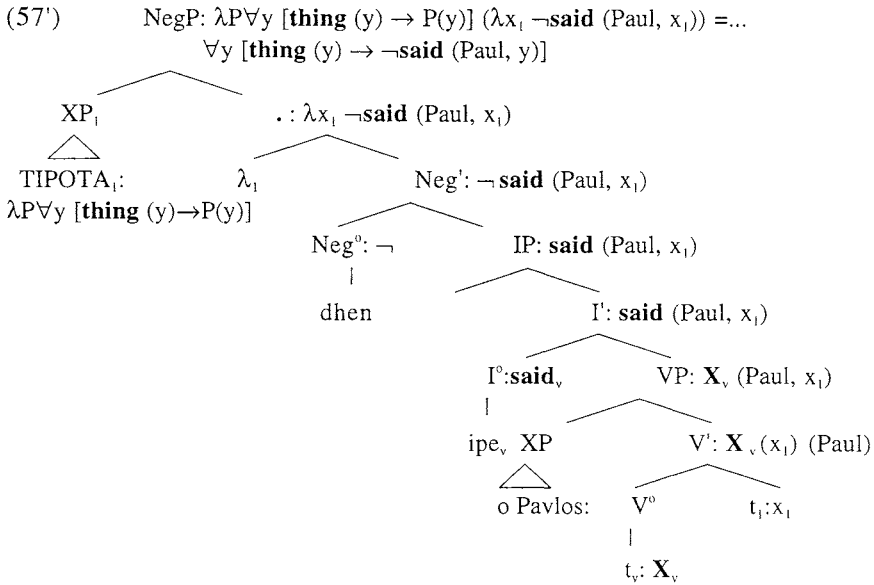 (57') NegP: λP∀y [thing (y) → P(y)] (λx₁ ¬said (Paul, x₁)) =...
∀y [thing (y) → ¬said (Paul, y)]
XP₁ . : λx₁ ¬said (Paul, x₁)
TIPOTA₁: λ₁ Neg': ¬ said (Paul, x₁)
λP∀y [thing (y)→P(y)]
Neg°: ¬ IP: said (Paul, x₁)
dhen I': said (Paul, x₁)
I°:saidᵥ VP: Xᵥ (Paul, x₁)
ipeᵥ XP V': Xᵥ(x₁) (Paul)
o Pavlos: V° t₁:x₁
tᵥ: Xᵥ